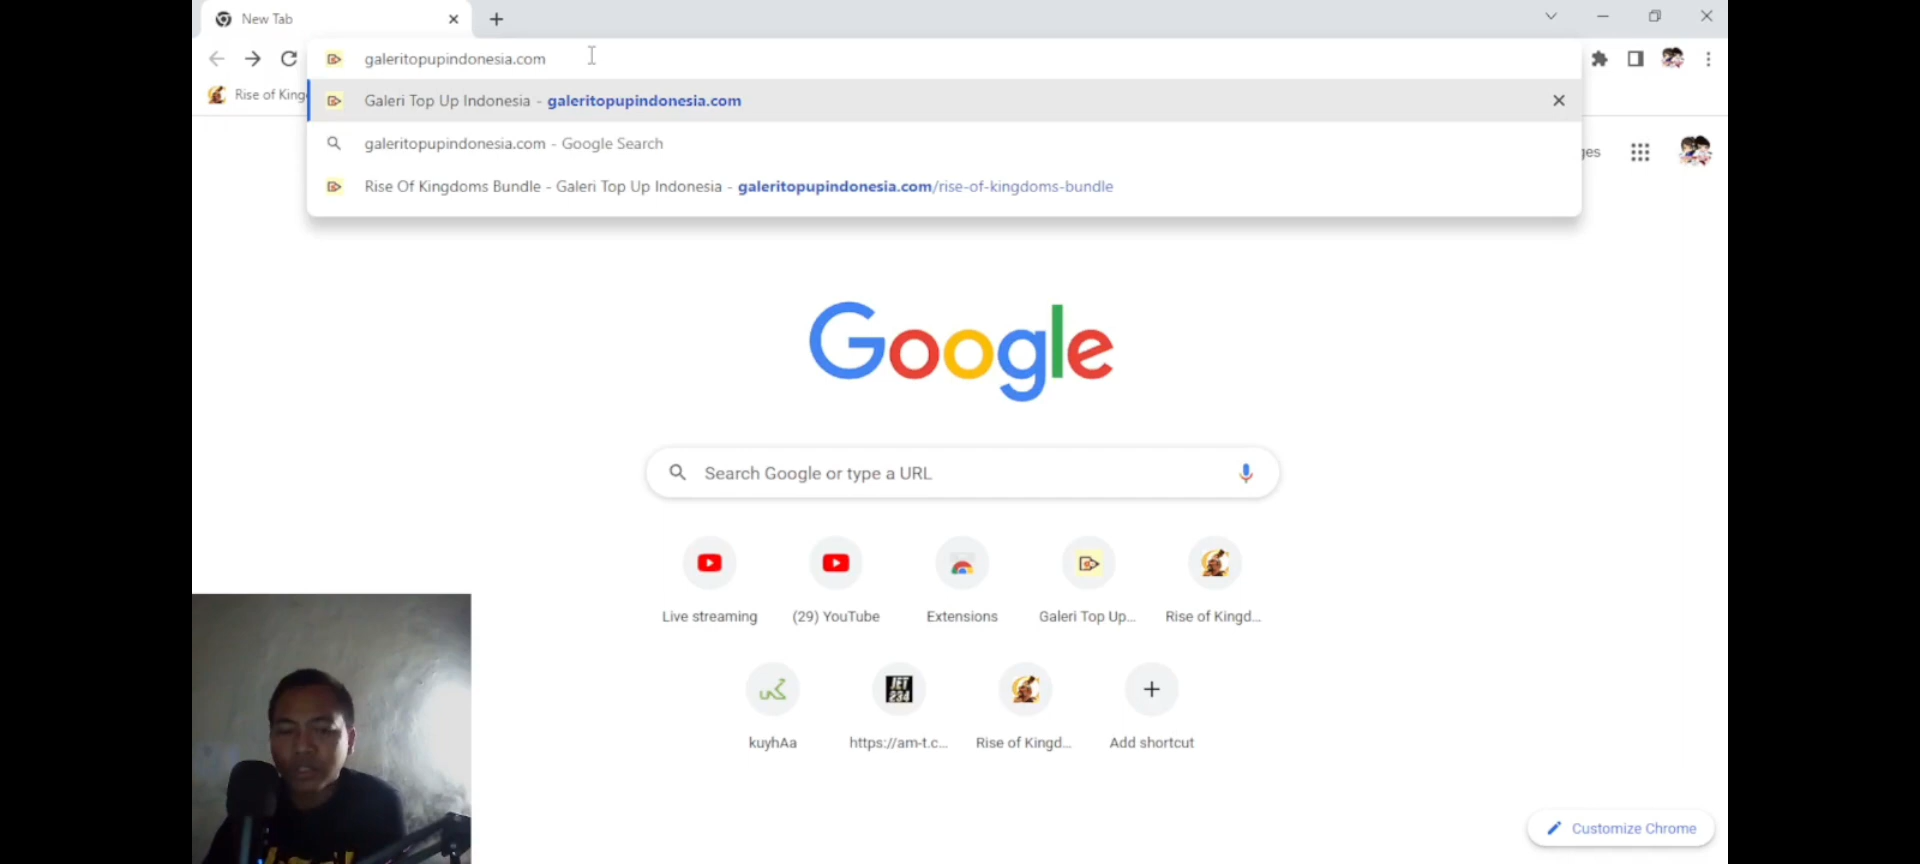 New Tab
galeritopupindonesia.com
Rise of King
Galeri Top Up Indonesia - galeritopupindonesia.com
galeritopupindonesia.com - Google Search
Rise Of Kingdoms Bundle - Galeri Top Up Indonesia - galeritopupindonesia.com/rise-of-kingdoms-bundle
Google
Search Google or type a URL
Live streaming
(29) YouTube
Extensions
Galeri Top Up...
Rise of Kingd...
JET
234
kuyhAa
https://am-t.c...
Rise of Kingd...
Add shortcut
Customize Chrome